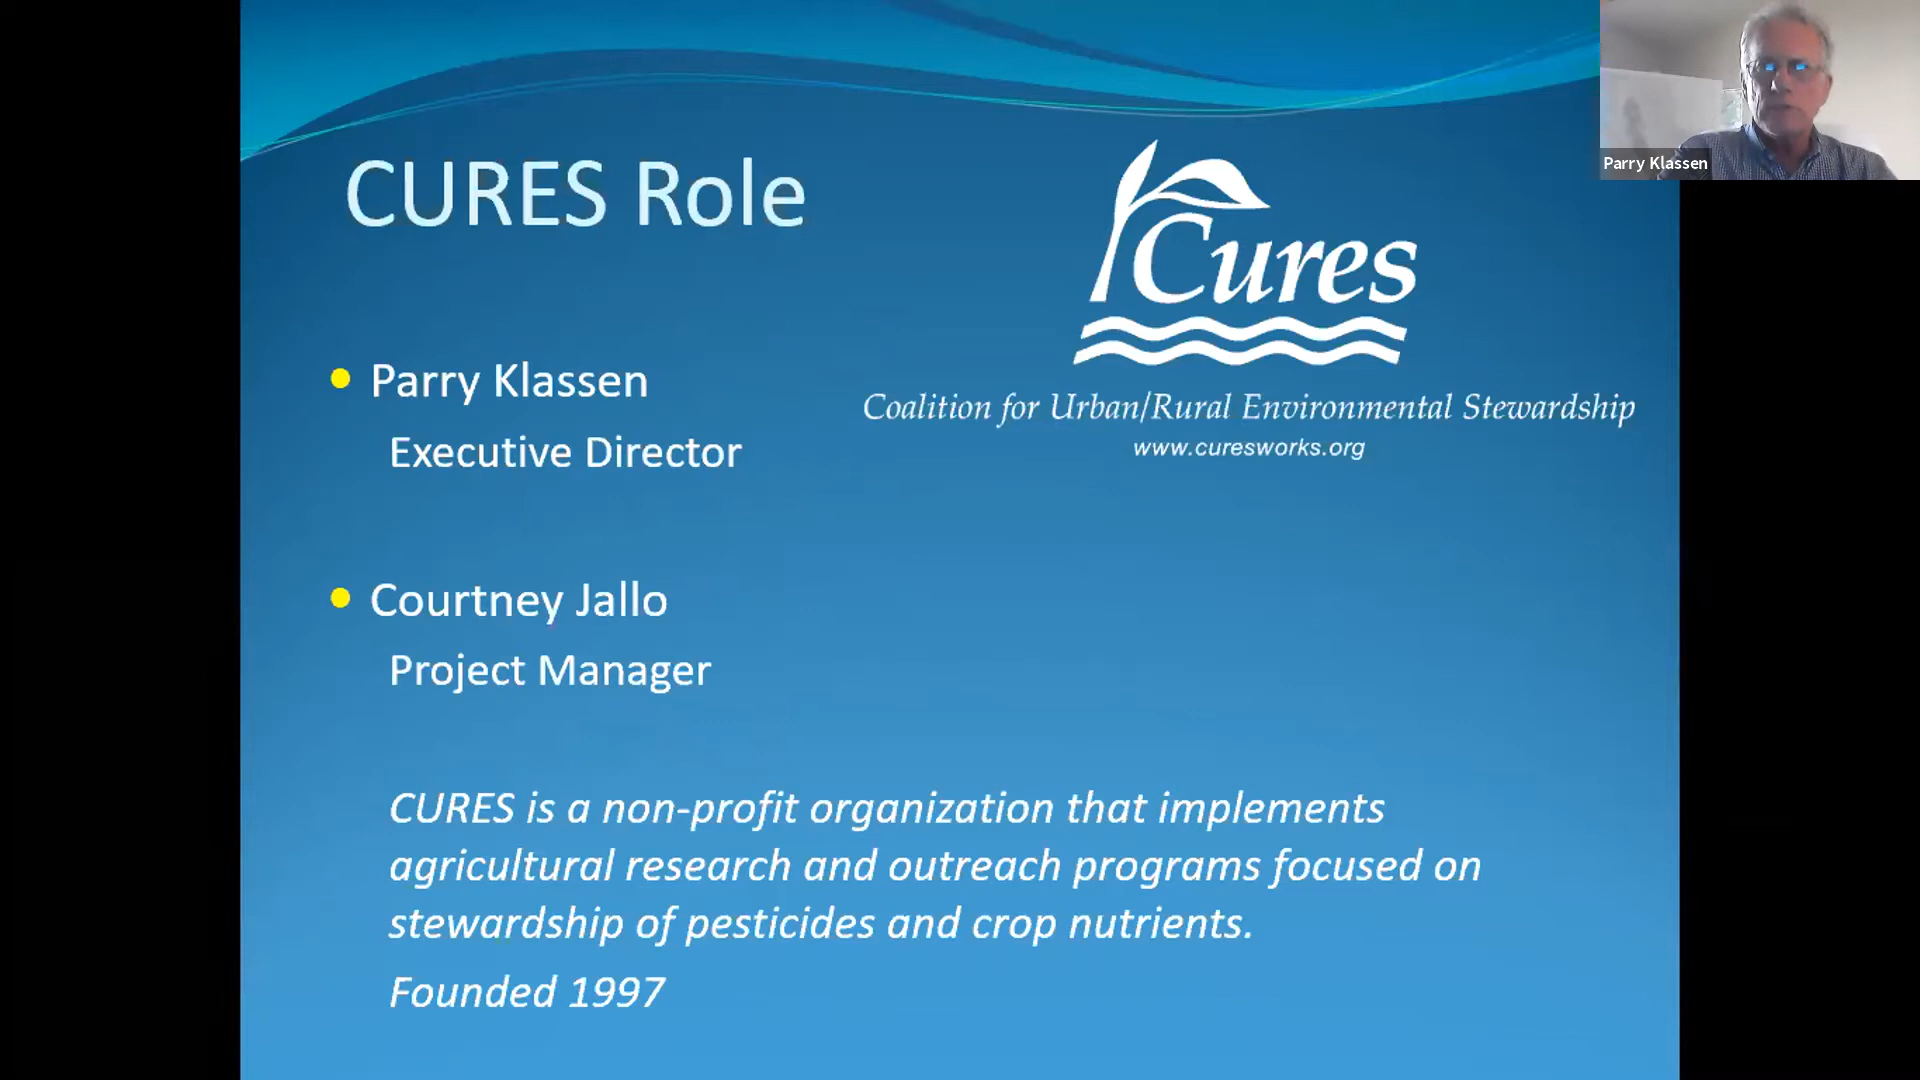 CURES Role
Cures
Coalition for Urban/Rural Environmental Stewardship
www.curesworks.org
Parry Klassen
Parry Klassen
Executive Director
Courtney Jallo
Project Manager
CURES is a non-profit organization that implements
agricultural research and outreach programs focused on
stewardship of pesticides and crop nutrients.
Founded 1997